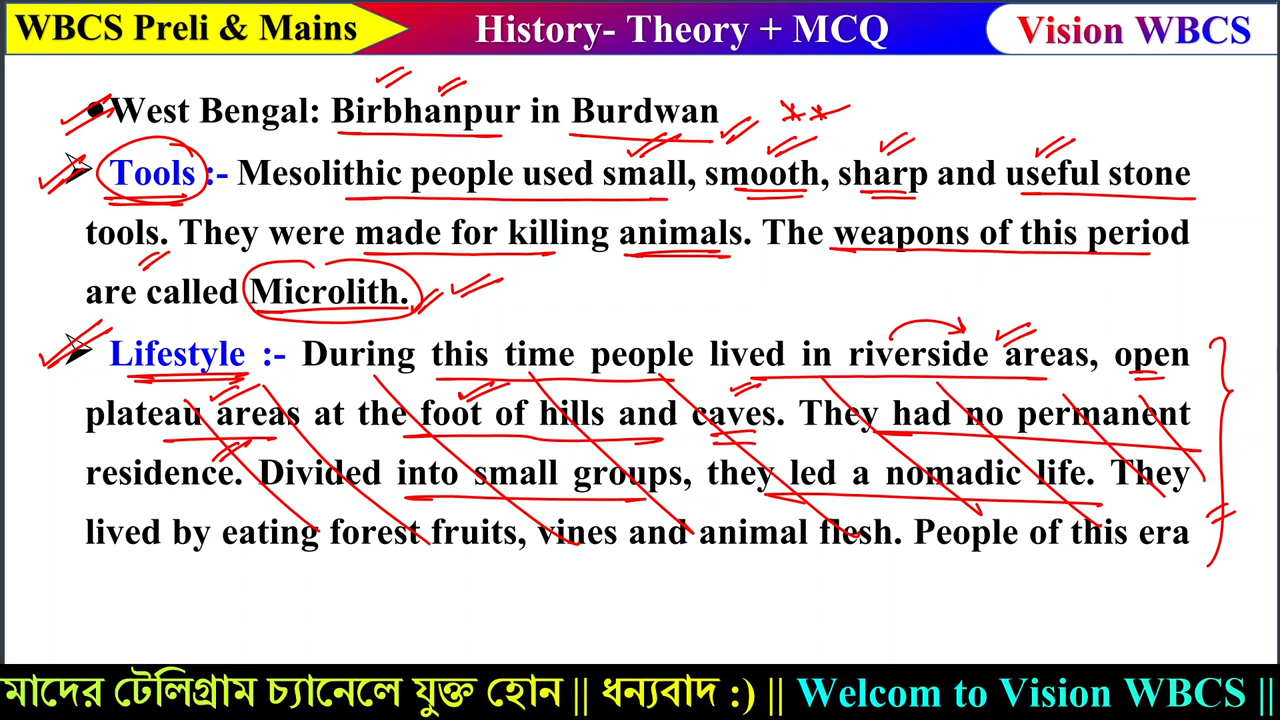 WBCS Preli & Mains
History- Theory + MCQ
Vision WBCS
West Bengal: Birbhanpur in Burdwan
Tools :- Mesolithic people used small, smooth, sharp and useful stone
tools. They were made for killing animals. The weapons of this period
are called Microlith.
Lifestyle :- During this time people lived in riverside areas, open
plateau areas at the foot of hills and caves. They had no permanent
residence. Divided into small groups, they led a nomadic life. They
lived by eating forest fruits, vines and animal flesh. People of this era
মাদের টেলিগ্রাম চ্যানেলে যুক্ত হোন || ধন্যবাদ :) || Welcom to Vision WBCS ||